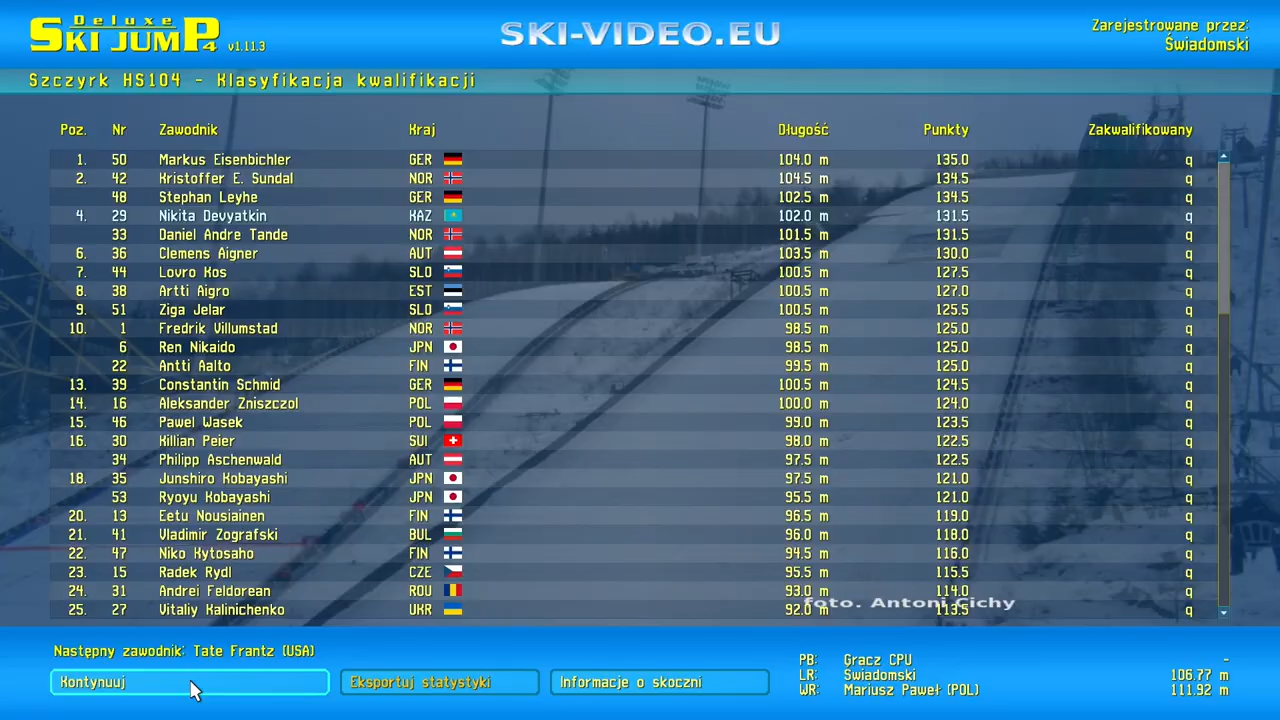 Deluxe
SKI JUMP 4 v1.11.3
SKI-VIDEO.EU
Zarejestrowane przez:
Świadomski
Szczyrk HS104 - Klasyfikacja kwalifikacji
Poz. Nr Zawodnik Kraj Długość Punkty Zakwalifikowany
1. 50 Markus Eisenbichler GER 104.0 m 135.0 q
2. 42 Kristoffer E. Sundal NOR 104.5 m 134.5 q
48 Stephan Leyhe GER 102.5 m 134.5 q
4. 29 Nikita Devyatkin KAZ 102.0 m 131.5 q
33 Daniel Andre Tande NOR 101.5 m 131.5 q
6. 36 Clemens Aigner AUT 103.5 m 130.0 q
7. 44 Lovro Kos SLO 100.5 m 127.5 q
8. 38 Artti Aigro EST 100.5 m 127.0 q
9. 51 Ziga Jelar SLO 100.5 m 125.5 q
10. 1 Fredrik Villumstad NOR 98.5 m 125.0 q
6 Ren Nikaido JPN 98.5 m 125.0 q
22 Antti Aalto FIN 99.5 m 125.0 q
13. 39 Constantin Schmid GER 100.5 m 124.5 q
14. 16 Aleksander Zniszczol POL 100.0 m 124.0 q
15. 46 Pawel Wasek POL 99.0 m 123.5 q
16. 30 Killian Peier SUI 98.0 m 122.5 q
34 Philipp Aschenwald AUT 97.5 m 122.5 q
18. 35 Junshiro Kobayashi JPN 97.5 m 121.0 q
53 Ryoyu Kobayashi JPN 95.5 m 121.0 q
20. 13 Eetu Nousiainen FIN 96.5 m 119.0 q
21. 41 Vladimir Zografski BUL 96.0 m 118.0 q
22. 47 Niko Kytosaho FIN 94.5 m 116.0 q
23. 15 Radek Rydl CZE 95.5 m 115.5 q
24. 31 Andrei Feldorean ROU 93.0 m 114.0 q
25. 27 Vitaliy Kalinichenko UKR 92.0 m 113.5 q
foto. Antoni Cichy
Następny zawodnik: Tate Frantz (USA)
Kontynuuj Eksportuj statystyki Informacje o skoczni
PB: Gracz CPU -
LR: Świadomski 106.77 m
WR: Mariusz Paweł (POL) 111.92 m